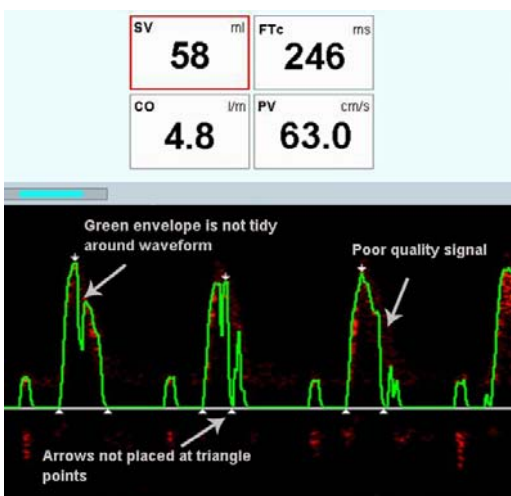 SV ml
58
FTc ms
246
CO l/m
4.8
PV cm/s
63.0
Green envelope is not tidy
around waveform
Poor quality signal
Arrows not placed at triangle
points